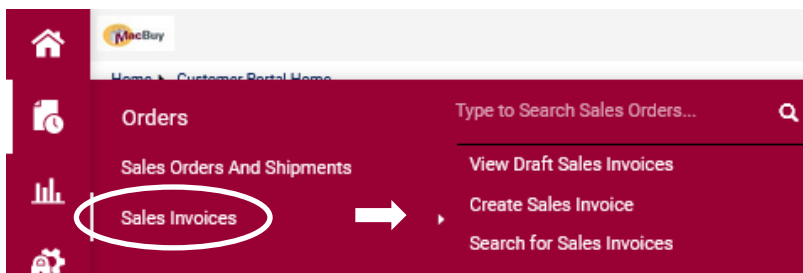 MacBuy
Home Customer Portal Home
Orders
Type to Search Sales Orders...
Sales Orders And Shipments
Sales Invoices
View Draft Sales Invoices
Create Sales Invoice
Search for Sales Invoices